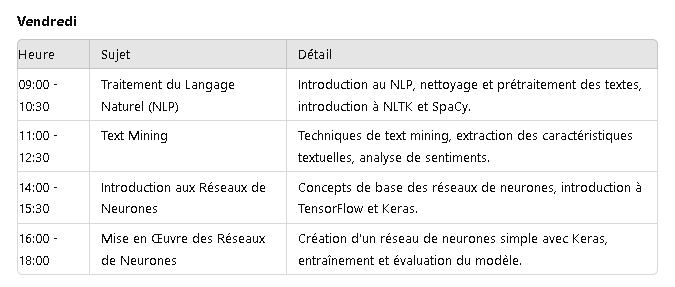 Vendredi
Heure Sujet Détail
09:00 - Traitement du Langage Introduction au NLP, nettoyage et prétraitement des textes,
10:30 Naturel (NLP) introduction à NLTK et SpaCy.
11:00 - Text Mining Techniques de text mining, extraction des caractéristiques
12:30 textuelles, analyse de sentiments.
14:00 - Introduction aux Réseaux de Concepts de base des réseaux de neurones, introduction à
15:30 Neurones TensorFlow et Keras.
16:00 - Mise en Œuvre des Réseaux Création d'un réseau de neurones simple avec Keras,
18:00 de Neurones entraînement et évaluation du modèle.